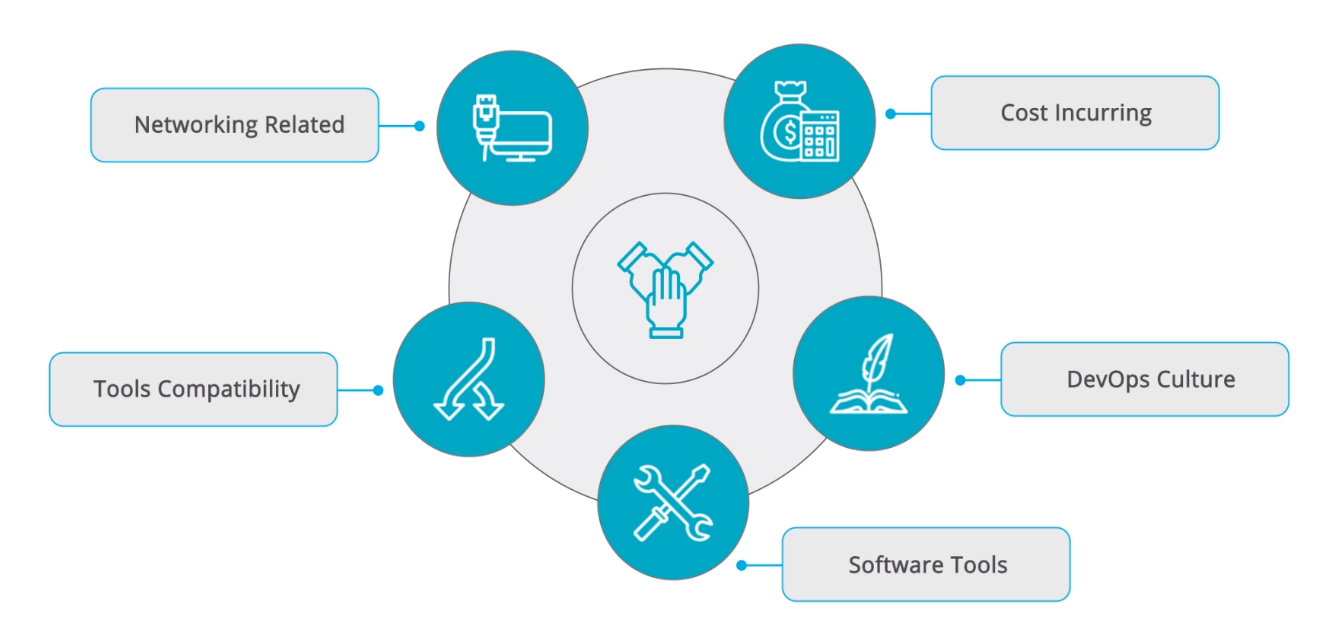 Networking Related
Cost Incurring
Tools Compatibility
DevOps Culture
Software Tools
$